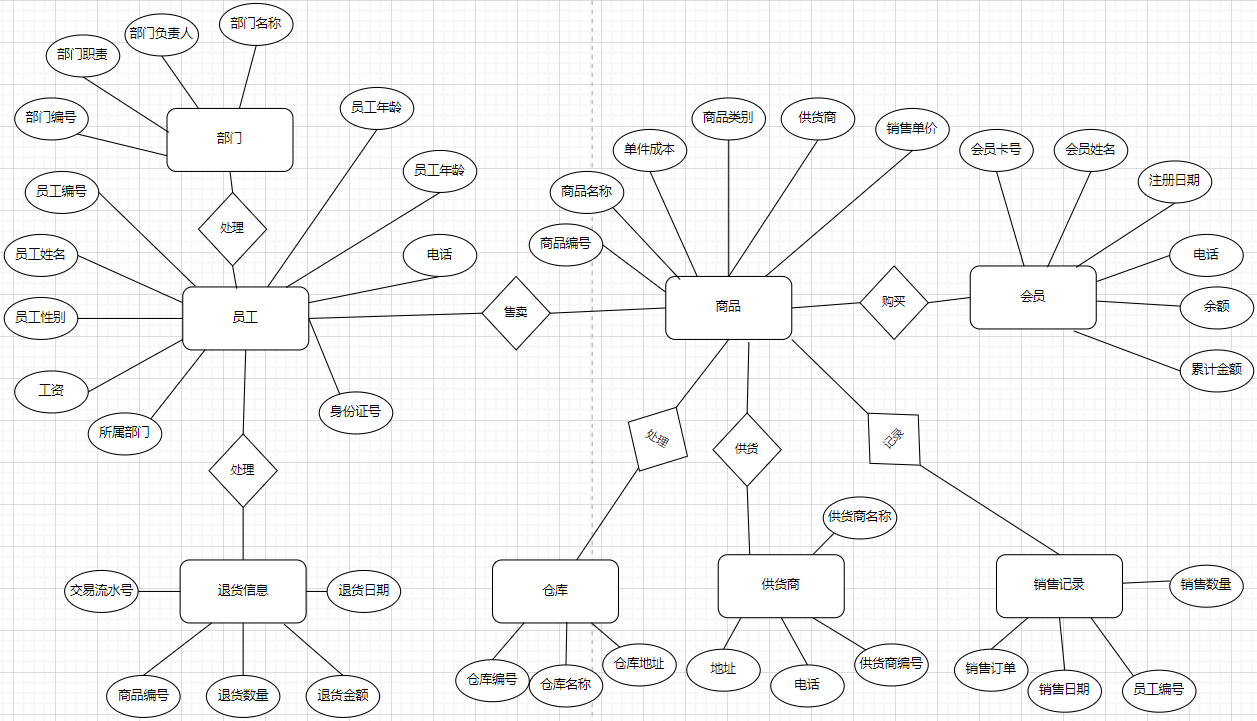 部门名称
部门负责人
部门职责
部门编号
部门
处理
员工年龄
员工年龄
电话
员工编号
员工姓名
员工性别
工资
所属部门
员工
身份证号
售卖
处理
商品类别
供货商
销售单价
单件成本
商品名称
商品编号
商品
购买
会员卡号
会员姓名
注册日期
电话
余额
累计金额
会员
处理
供货
记录
交易流水号
退货信息
退货日期
商品编号
退货数量
退货金额
仓库
仓库编号
仓库名称
仓库地址
供货商名称
供货商
地址
电话
供货商编号
销售记录
销售数量
销售订单
销售日期
员工编号